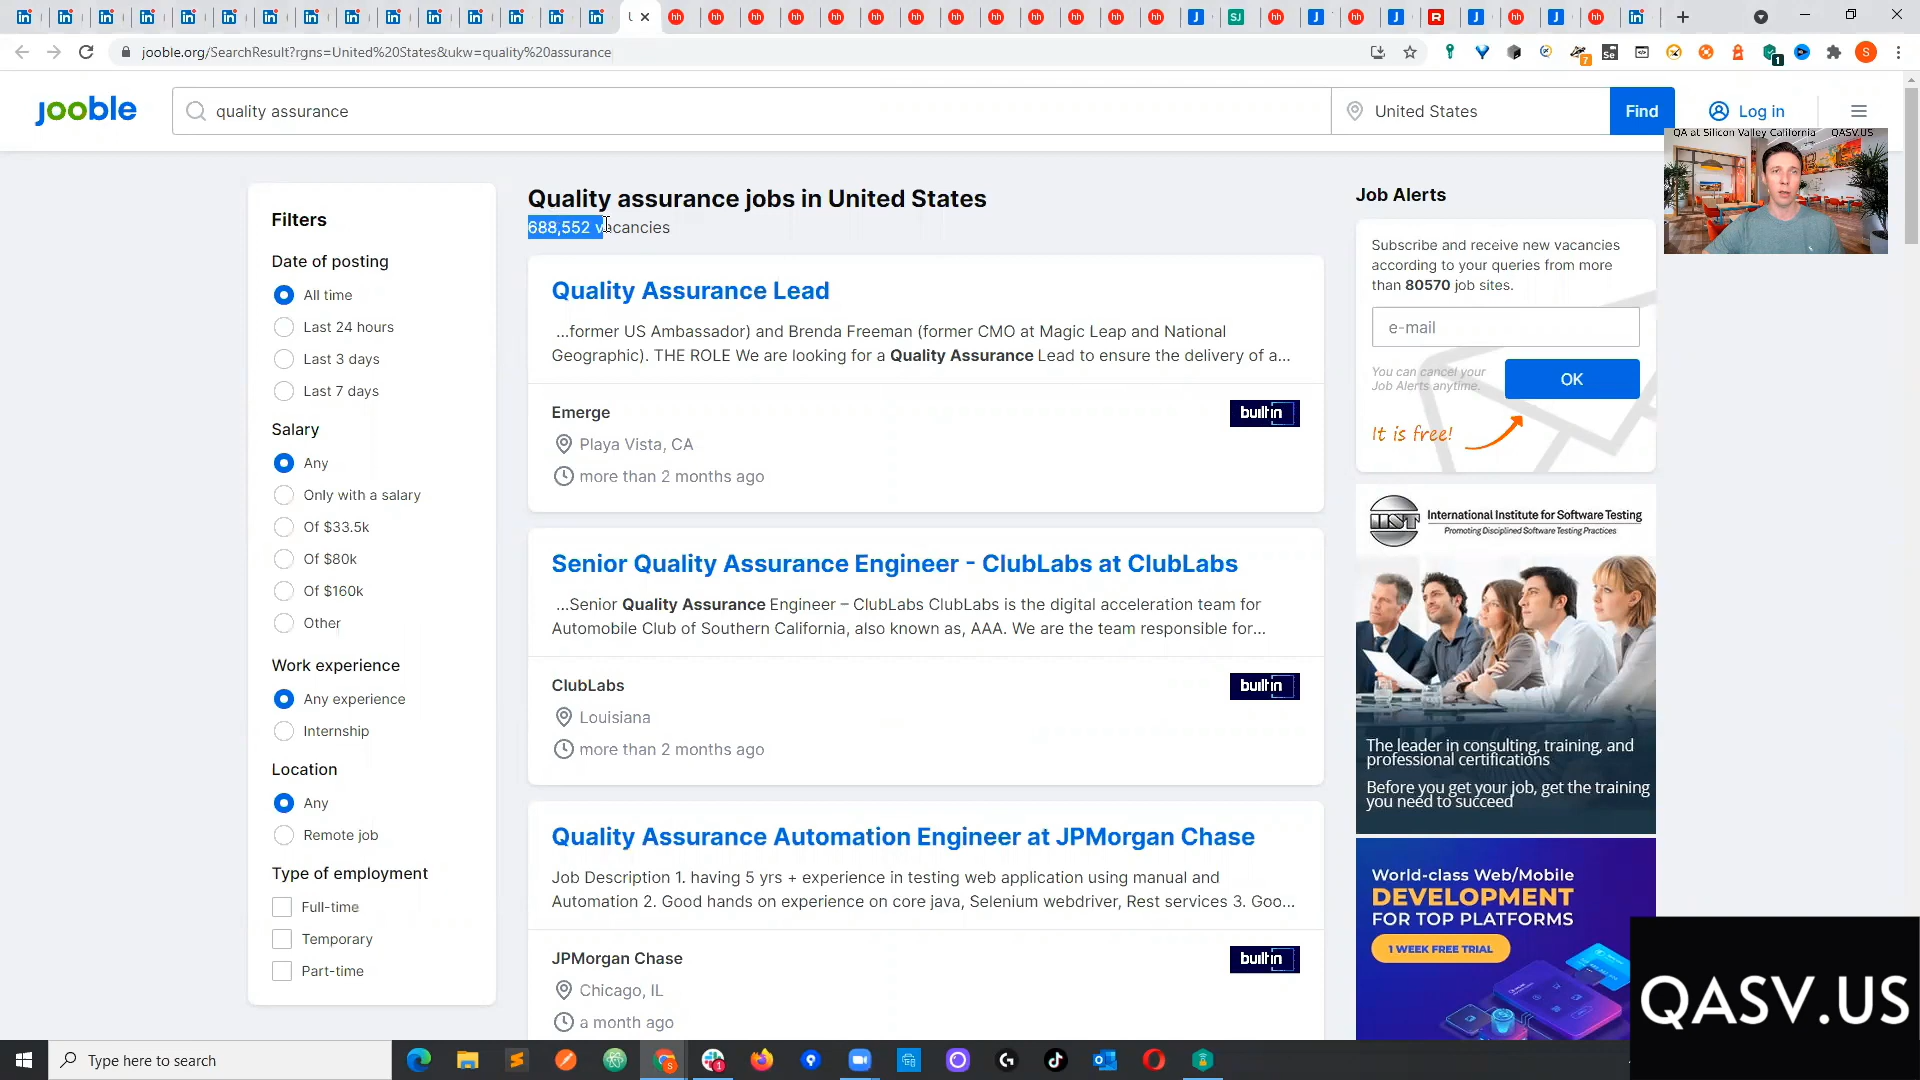 jooble.org/SearchResult?rgns=United%20States&ukw=quality%20assurance
jooble
quality assurance
United States
Find
Log in
QA at Silicon Valley California QASV.US
Filters
Date of posting
All time
Last 24 hours
Last 3 days
Last 7 days
Salary
Any
Only with a salary
Of $33.5k
Of $80k
Of $160k
Other
Work experience
Any experience
Internship
Location
Any
Remote job
Type of employment
Full-time
Temporary
Part-time
Quality assurance jobs in United States
688,552 vacancies
Quality Assurance Lead
...former US Ambassador) and Brenda Freeman (former CMO at Magic Leap and National
Geographic). THE ROLE We are looking for a Quality Assurance Lead to ensure the delivery of a...
Emerge
builtin
Playa Vista, CA
more than 2 months ago
Senior Quality Assurance Engineer - ClubLabs at ClubLabs
...Senior Quality Assurance Engineer – ClubLabs ClubLabs is the digital acceleration team for
Automobile Club of Southern California, also known as, AAA. We are the team responsible for...
ClubLabs
builtin
Louisiana
more than 2 months ago
Quality Assurance Automation Engineer at JPMorgan Chase
Job Description 1. having 5 yrs + experience in testing web application using manual and
Automation 2. Good hands on experience on core java, Selenium webdriver, Rest services 3. Goo...
JPMorgan Chase
builtin
Chicago, IL
a month ago
Job Alerts
Subscribe and receive new vacancies
according to your queries from more
than 80570 job sites.
e-mail
You can cancel your
Job Alerts anytime.
OK
It is free!
IIST
International Institute for Software Testing
Promoting Disciplined Software Testing Practices
The leader in consulting, training, and
professional certifications
Before you get your job, get the training
you need to succeed
World-class Web/Mobile
DEVELOPMENT
FOR TOP PLATFORMS
1 WEEK FREE TRIAL
QASV.US
Type here to search